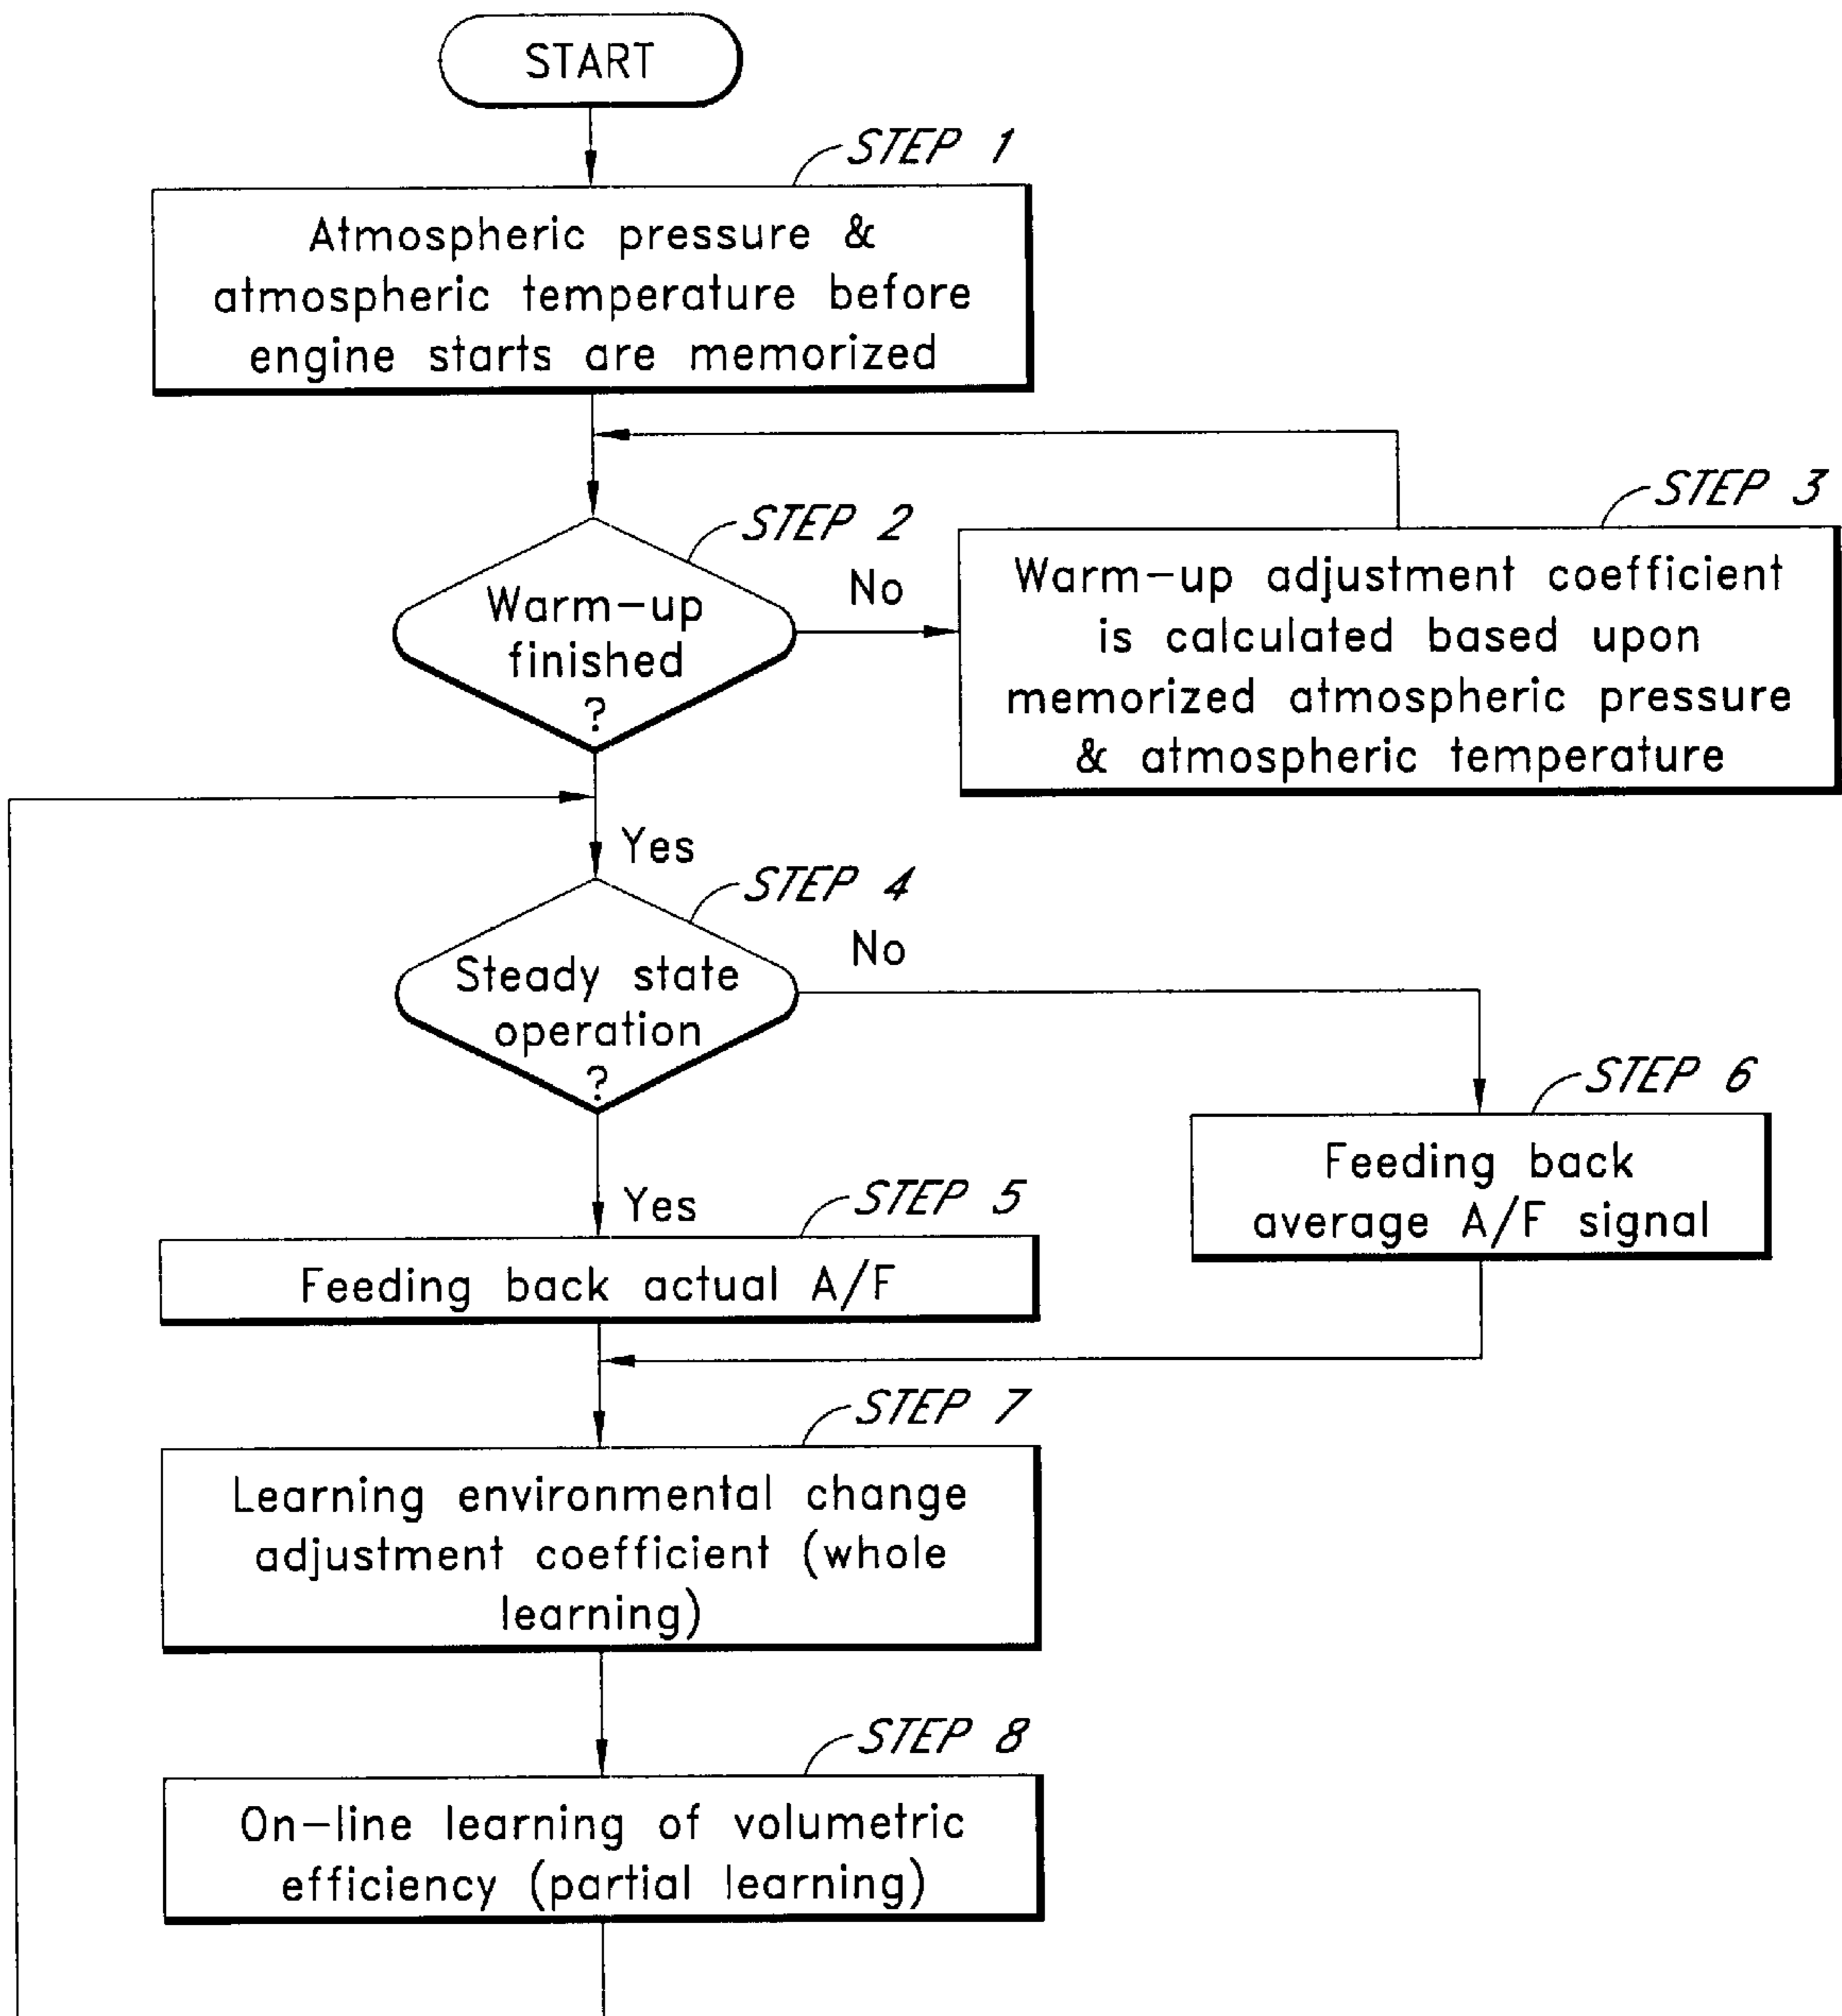 START
STEP 1
Atmospheric pressure &
atmospheric temperature before
engine starts are memorized
STEP 2
Warm-up
finished
?
No
STEP 3
Warm-up adjustment coefficient
is calculated based upon
memorized atmospheric pressure
& atmospheric temperature
Yes
STEP 4
Steady state
operation
?
No
STEP 6
Feeding back
average A/F signal
Yes
STEP 5
Feeding back actual A/F
STEP 7
Learning environmental change
adjustment coefficient (whole
learning)
STEP 8
On-line learning of volumetric
efficiency (partial learning)